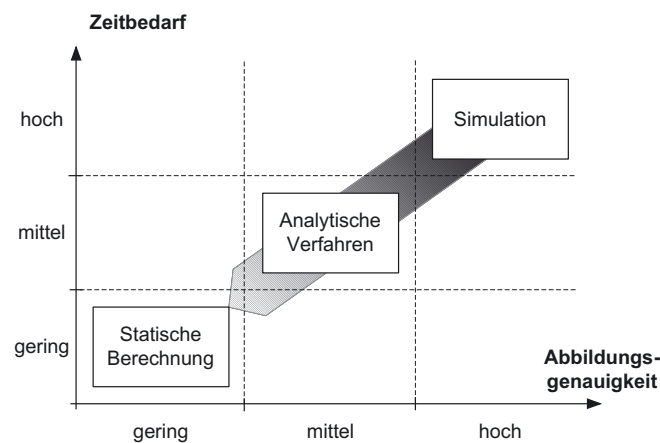 Zeitbedarf
hoch
Simulation
mittel
Analytische
Verfahren
gering
Statische
Berechnung
Abbildungs-
genauigkeit
gering
mittel
hoch